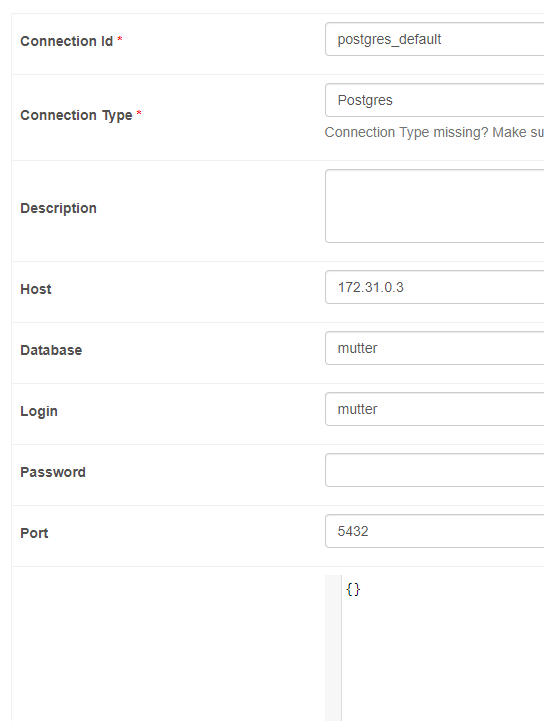 Connection Id *
postgres_default
Connection Type *
Postgres
Connection Type missing? Make su
Description
Host
172.31.0.3
Database
mutter
Login
mutter
Password
Port
5432
{}